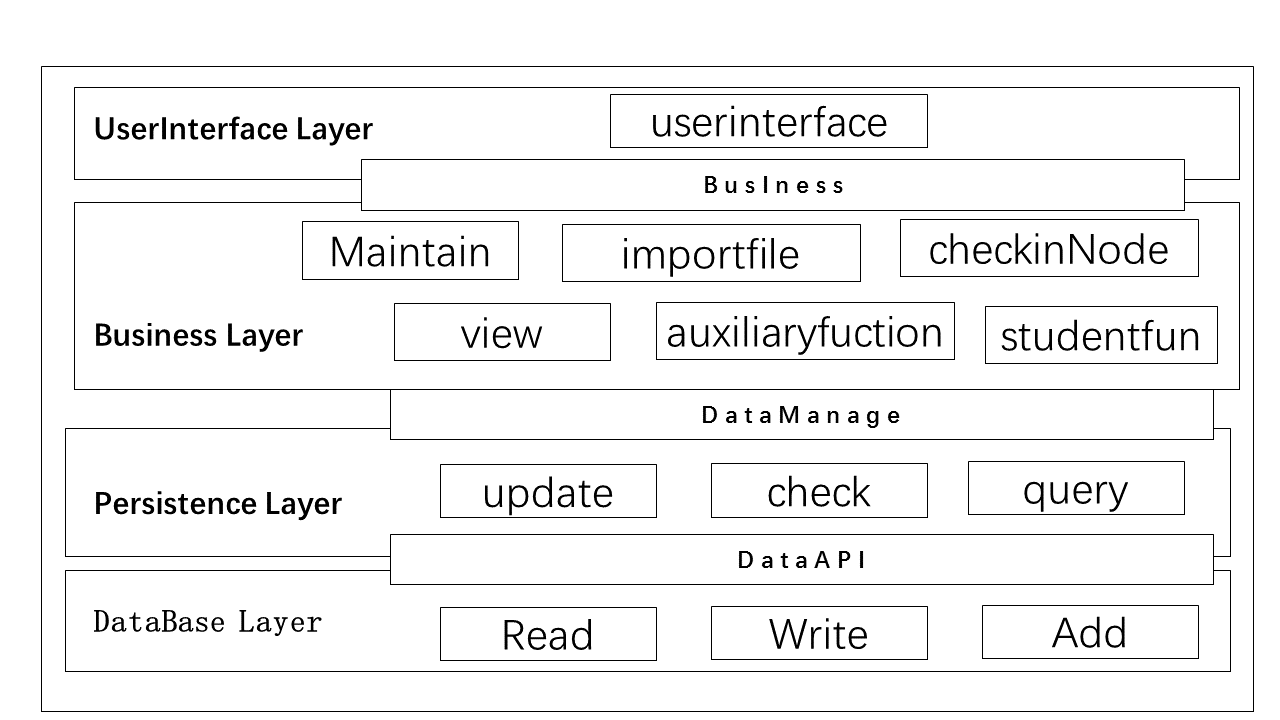 UserInterface Layer
userinterface
BusIness
Maintain
importfile
checkinNode
Business Layer
view
auxiliaryfuction
studentfun
DataManage
Persistence Layer
update
check
query
DataAPI
DataBase Layer
Read
Write
Add